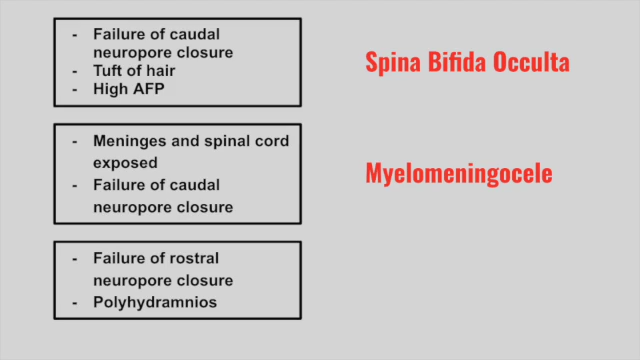 - Failure of caudal
neuropore closure
- Tuft of hair
- High AFP
Spina Bifida Occulta
- Meninges and spinal cord
exposed
- Failure of caudal
neuropore closure
Myelomeningocele
- Failure of rostral
neuropore closure
- Polyhydramnios